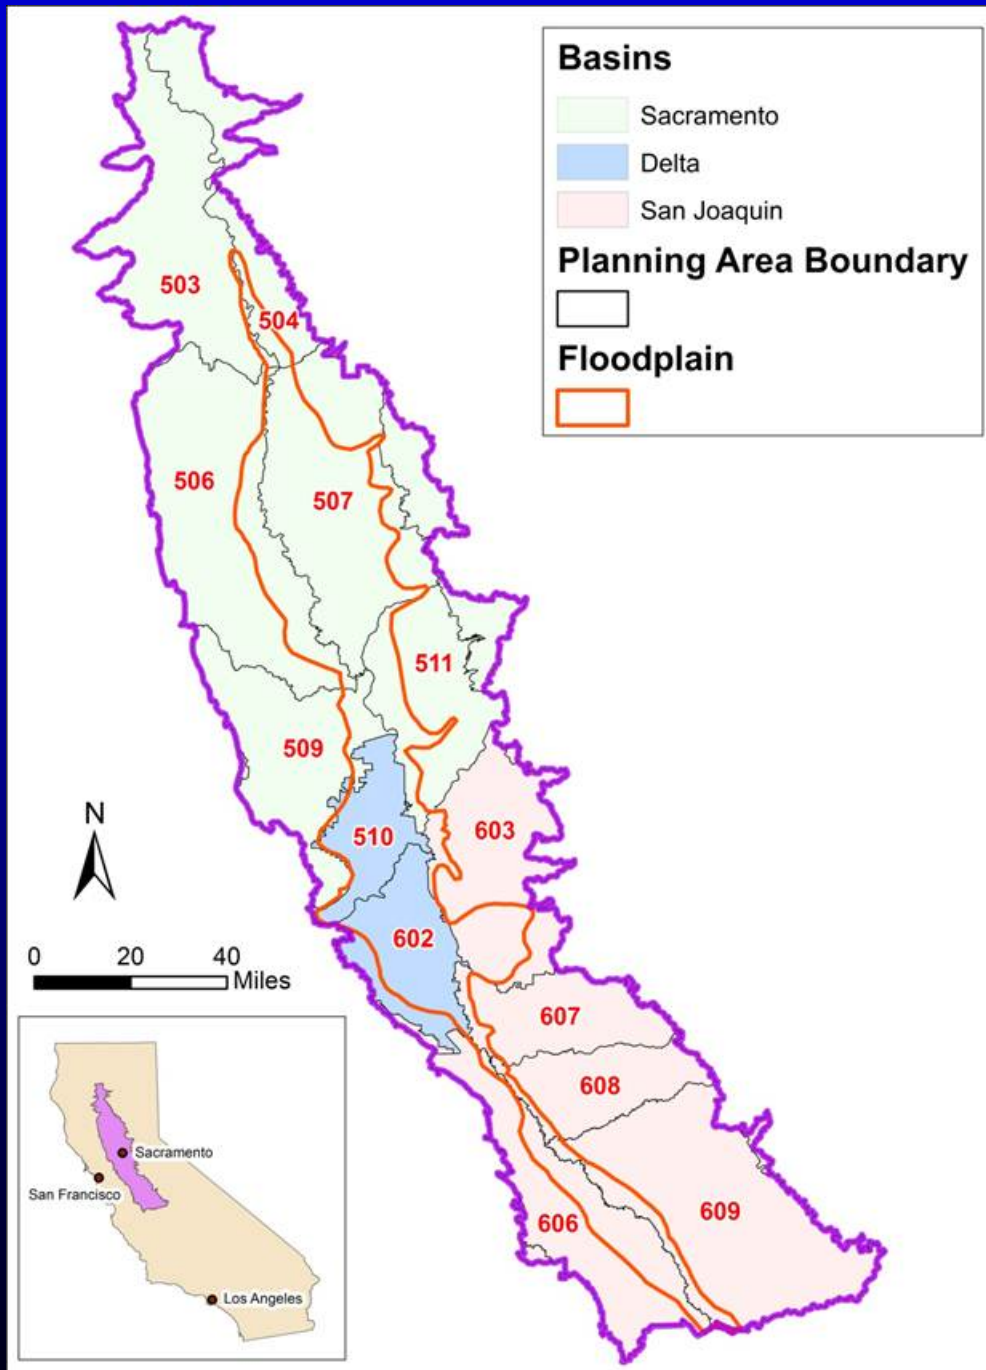 Basins
Sacramento
Delta
San Joaquin
Planning Area Boundary
Floodplain
503
504
506
507
511
509
510
603
602
607
608
606
609
N
0 20 40
Miles
Sacramento
San Francisco
Los Angeles